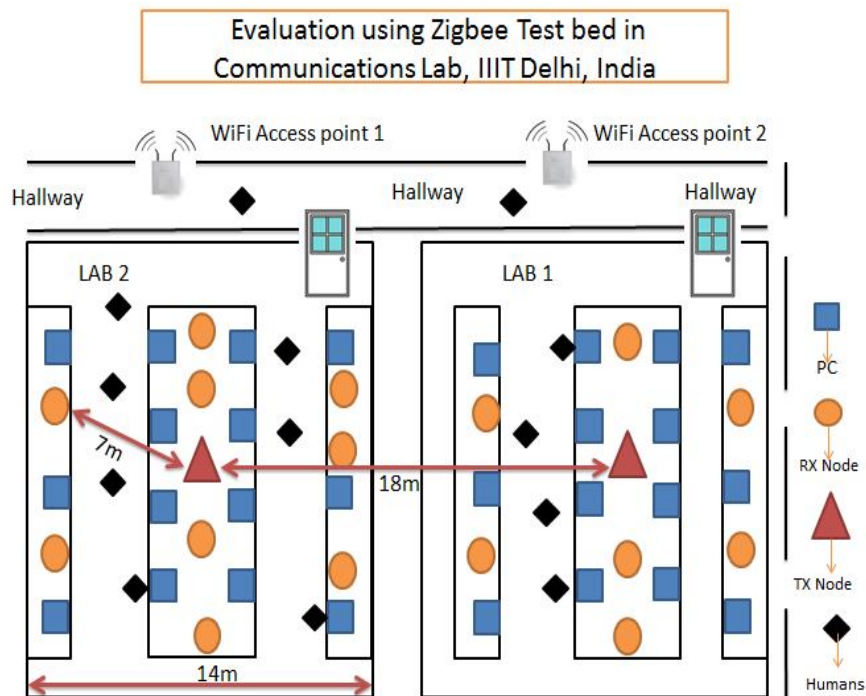 Evaluation using Zigbee Test bed in
Communications Lab, IIIT Delhi, India
WiFi Access point 1
WiFi Access point 2
Hallway
Hallway
Hallway
LAB 2
LAB 1
PC
7m
18m
RX Node
TX Node
14m
Humans